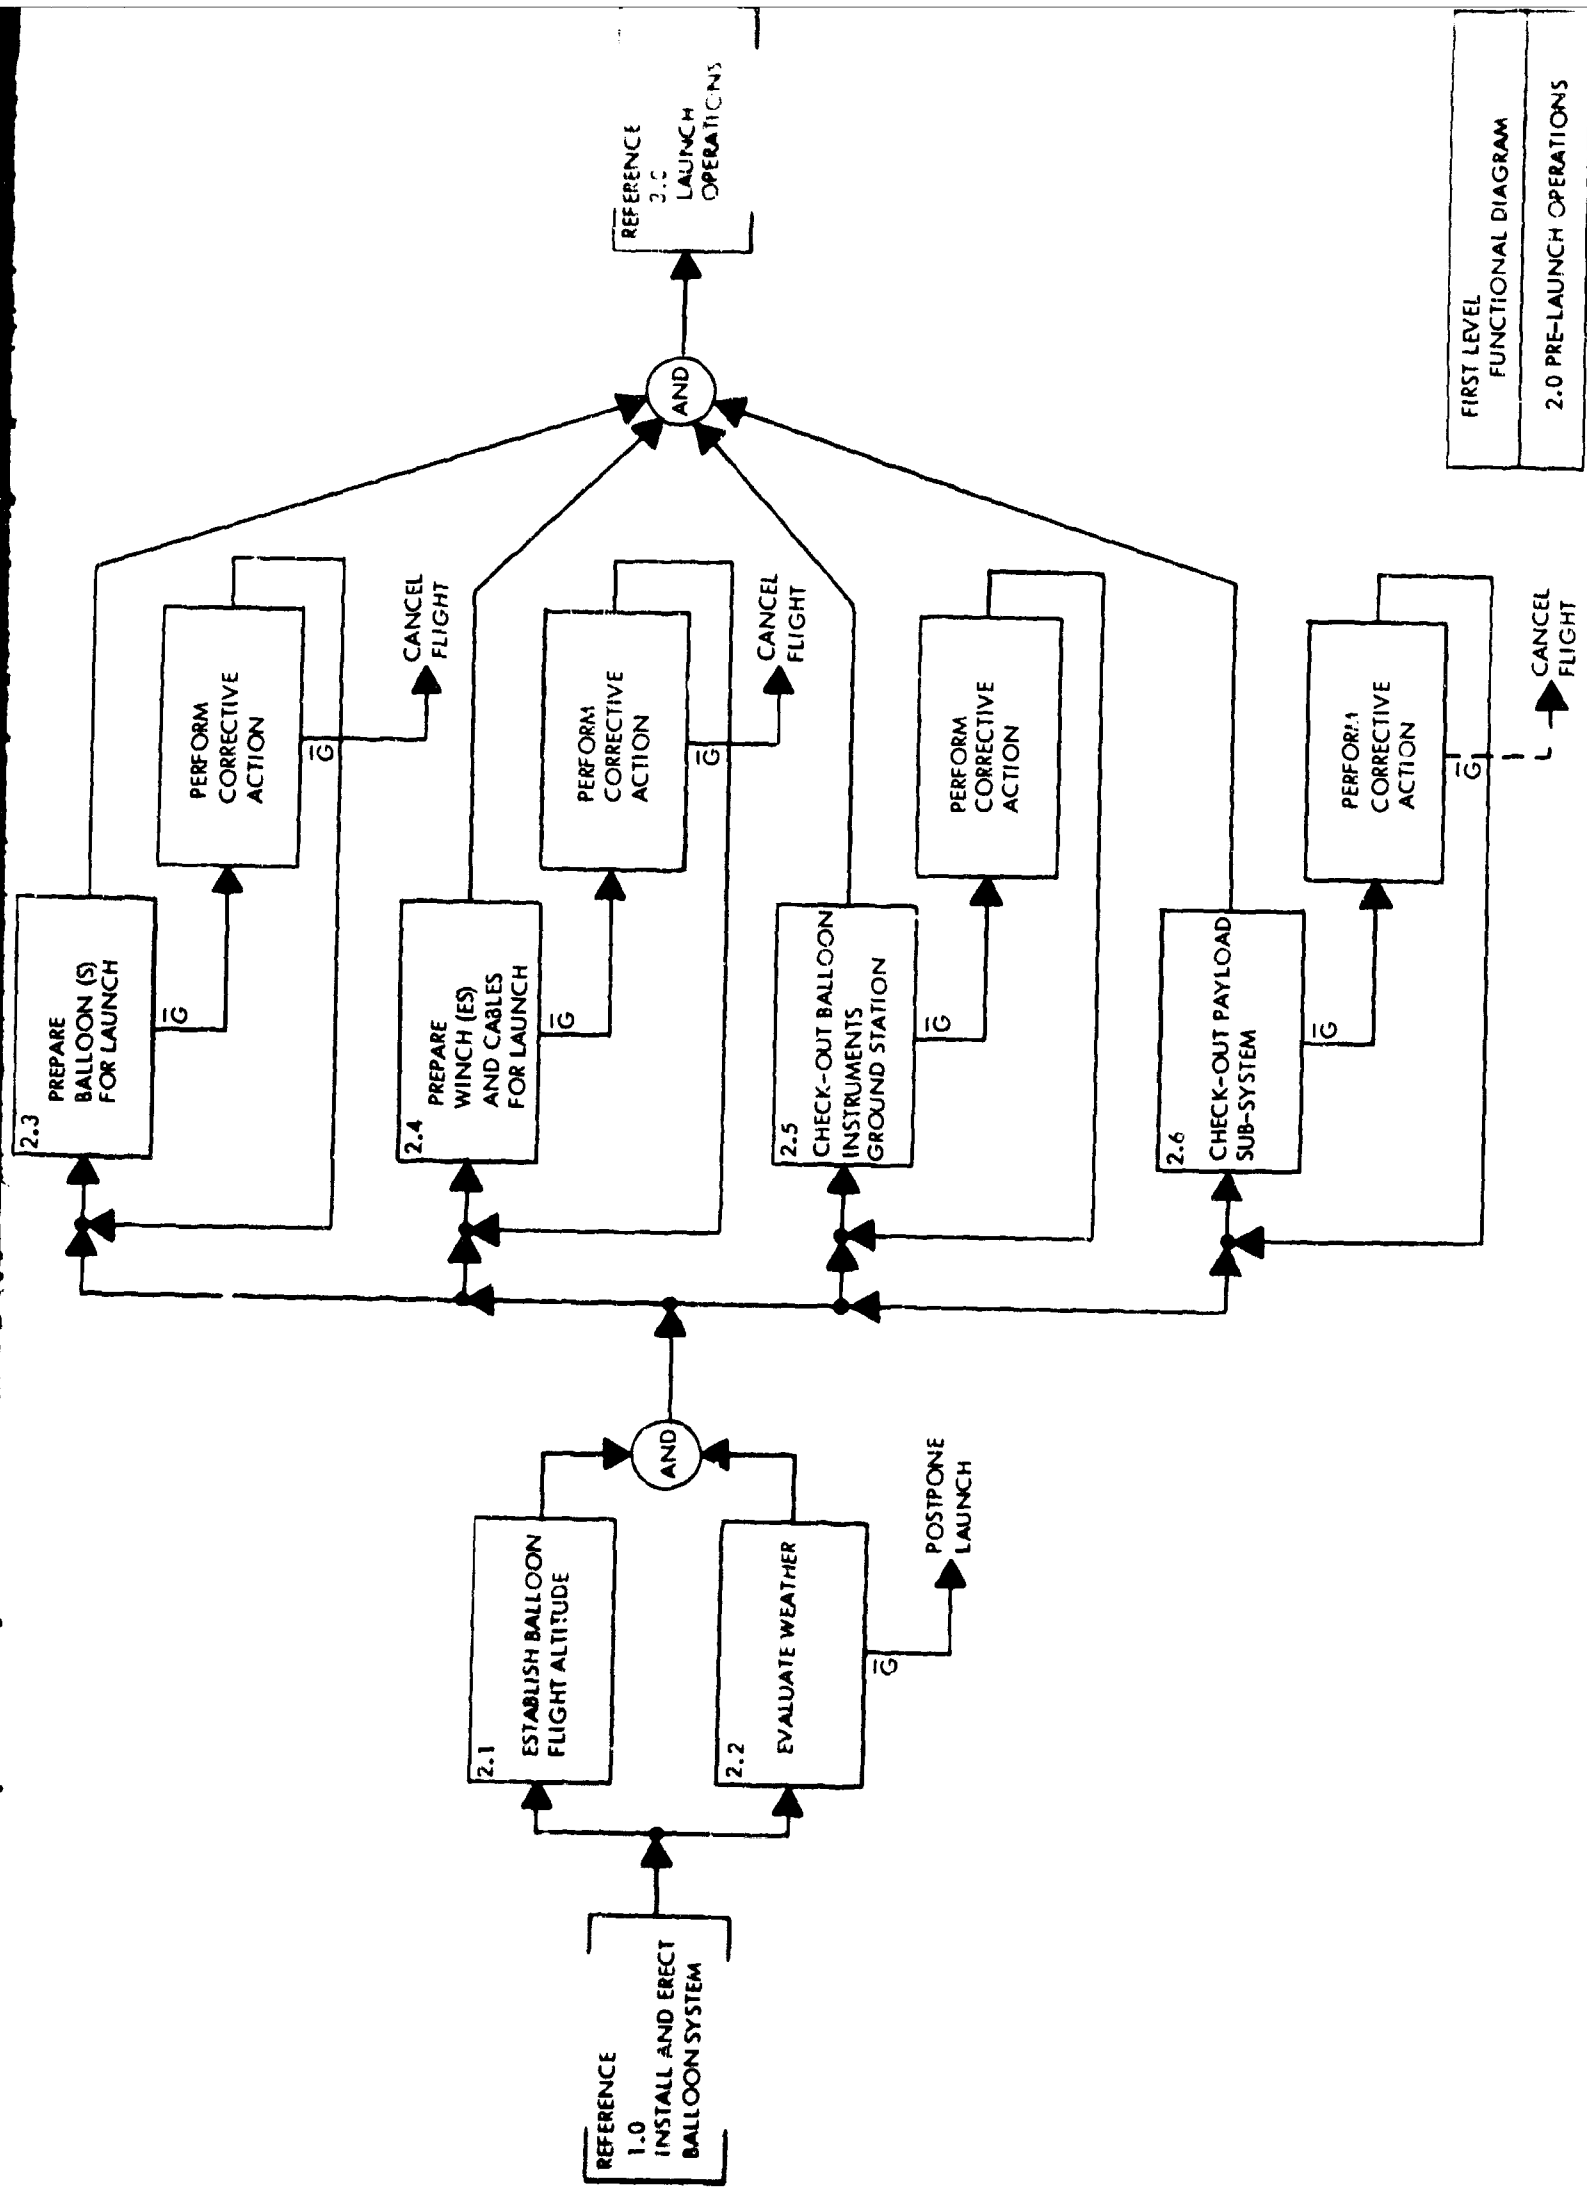 REFERENCE
1.0
INSTALL AND ERECT
BALLOON SYSTEM
2.1
ESTABLISH BALLOON
FLIGHT ALTITUDE
2.2
EVALUATE WEATHER
G̅
POSTPONE
LAUNCH
AND
2.3
PREPARE
BALLOON (S)
FOR LAUNCH
G̅
PERFORM
CORRECTIVE
ACTION
G̅
CANCEL
FLIGHT
2.4
PREPARE
WINCH (ES)
AND CABLES
FOR LAUNCH
G̅
PERFORM
CORRECTIVE
ACTION
G̅
CANCEL
FLIGHT
2.5
CHECK-OUT BALLOON
INSTRUMENTS
GROUND STATION
G̅
PERFORM
CORRECTIVE
ACTION
2.6
CHECK-OUT PAYLOAD
SUB-SYSTEM
G̅
PERFORM
CORRECTIVE
ACTION
G̅
CANCEL
FLIGHT
AND
REFERENCE
LAUNCH
OPERATIONS
FIRST LEVEL
FUNCTIONAL DIAGRAM
2.0 PRE-LAUNCH OPERATIONS